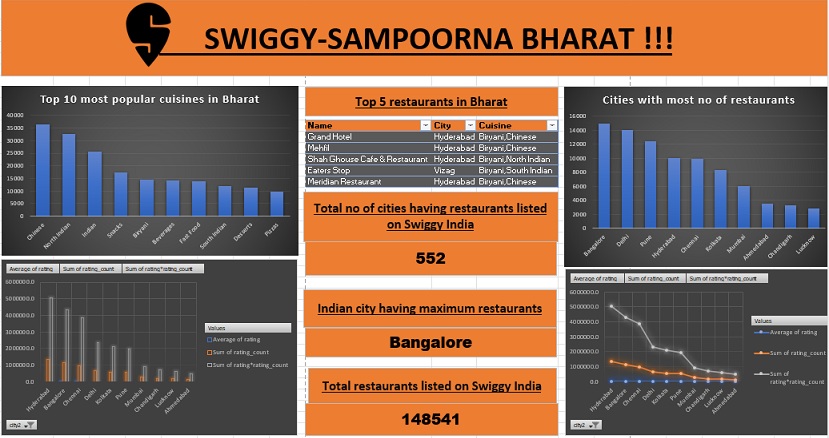 SWIGGY-SAMPOORNA BHARAT !!!
Top 10 most popular cuisines in Bharat
40000
35000
30000
25000
20000
15000
10000
5000
0
Chinese
North Indian
Indian
Snacks
Biryani
Beverages
Fast Food
South Indian
Desserts
Pizzas
Top 5 restaurants in Bharat
Name City Cuisine
Grand Hotel Hyderabad Biryani,Chinese
Mehfil Hyderabad Biryani,Chinese
Shah Ghouse Cafe & Restaurant Hyderabad Biryani,North Indian
Eaters Stop Vizag Biryani,South Indian
Meridian Restaurant Hyderabad Biryani,Chinese
Total no of cities having restaurants listed
on Swiggy India
552
Indian city having maximum restaurants
Bangalore
Total restaurants listed on Swiggy India
148541
Cities with most no of restaurants
16000
14000
12000
10000
8000
6000
4000
2000
0
Bangalore
Delhi
Pune
Hyderabad
Chennai
Kolkata
Mumbai
Ahmedabad
Chandigarh
Lucknow
Average of rating Sum of rating_count Sum of rating*rating_count
6000000.0
5000000.0
4000000.0
3000000.0
2000000.0
1000000.0
0.0
Hyderabad
Bangalore
Chennai
Delhi
Kolkata
Pune
Mumbai
Chandigarh
Lucknow
Ahmedabad
Values
Average of rating
Sum of rating_count
Sum of rating*rating_count
city2
Average of rating Sum of rating_count Sum of rating*rating_count
6000000.0
5000000.0
4000000.0
3000000.0
2000000.0
1000000.0
0.0
Hyderabad
Bangalore
Chennai
Delhi
Kolkata
Pune
Mumbai
Chandigarh
Lucknow
Ahmedabad
Values
Average of rating
Sum of rating_count
Sum of
rating*rating_count
city2